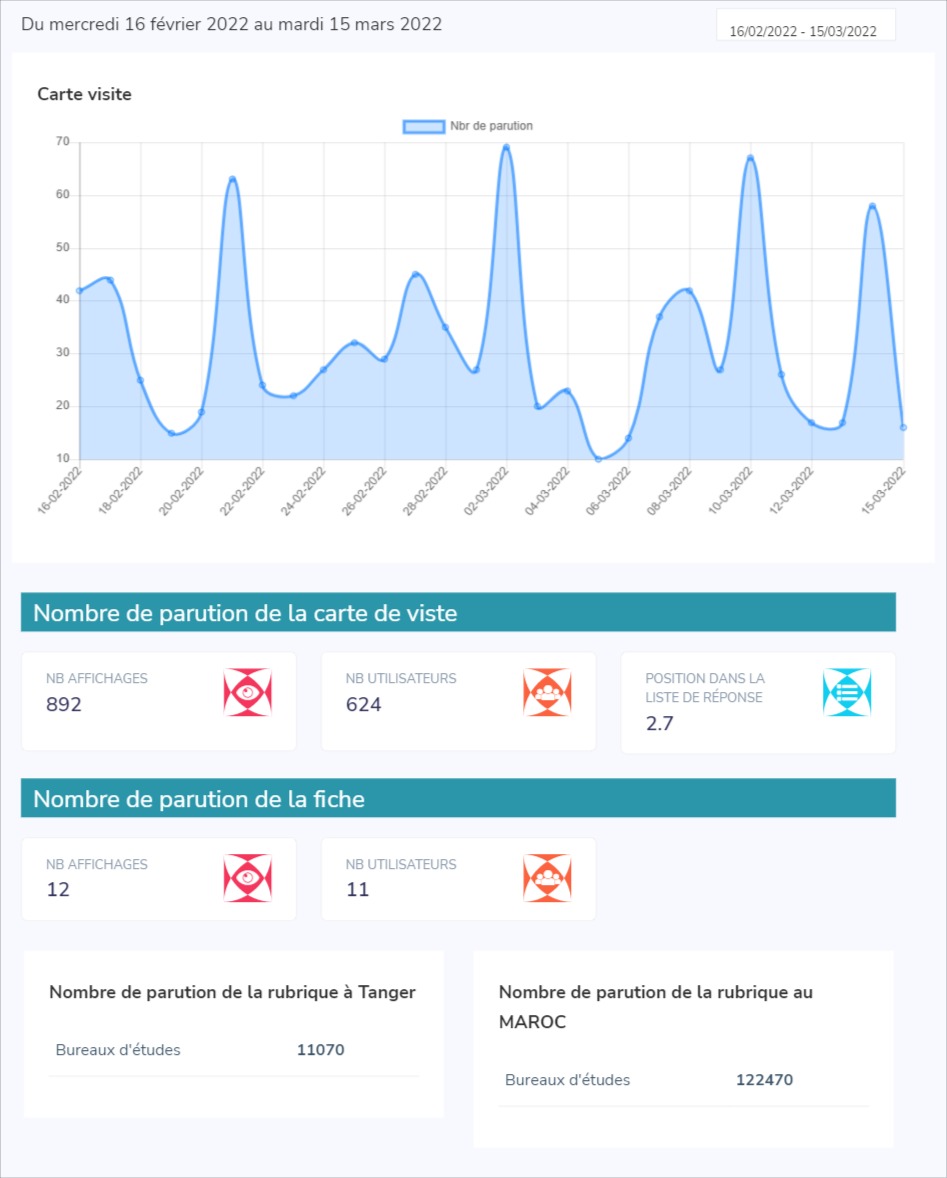 Du mercredi 16 février 2022 au mardi 15 mars 2022
16/02/2022 - 15/03/2022
Carte visite
Nbr de parution
70
60
50
40
30
20
10
16-02-2022
18-02-2022
20-02-2022
22-02-2022
24-02-2022
26-02-2022
28-02-2022
02-03-2022
04-03-2022
06-03-2022
08-03-2022
10-03-2022
12-03-2022
15-03-2022
Nombre de parution de la carte de viste
NB AFFICHAGES
892
NB UTILISATEURS
624
POSITION DANS LA
LISTE DE RÉPONSE
2.7
Nombre de parution de la fiche
NB AFFICHAGES
12
NB UTILISATEURS
11
Nombre de parution de la rubrique à Tanger
Bureaux d'études 11070
Nombre de parution de la rubrique au
MAROC
Bureaux d'études 122470